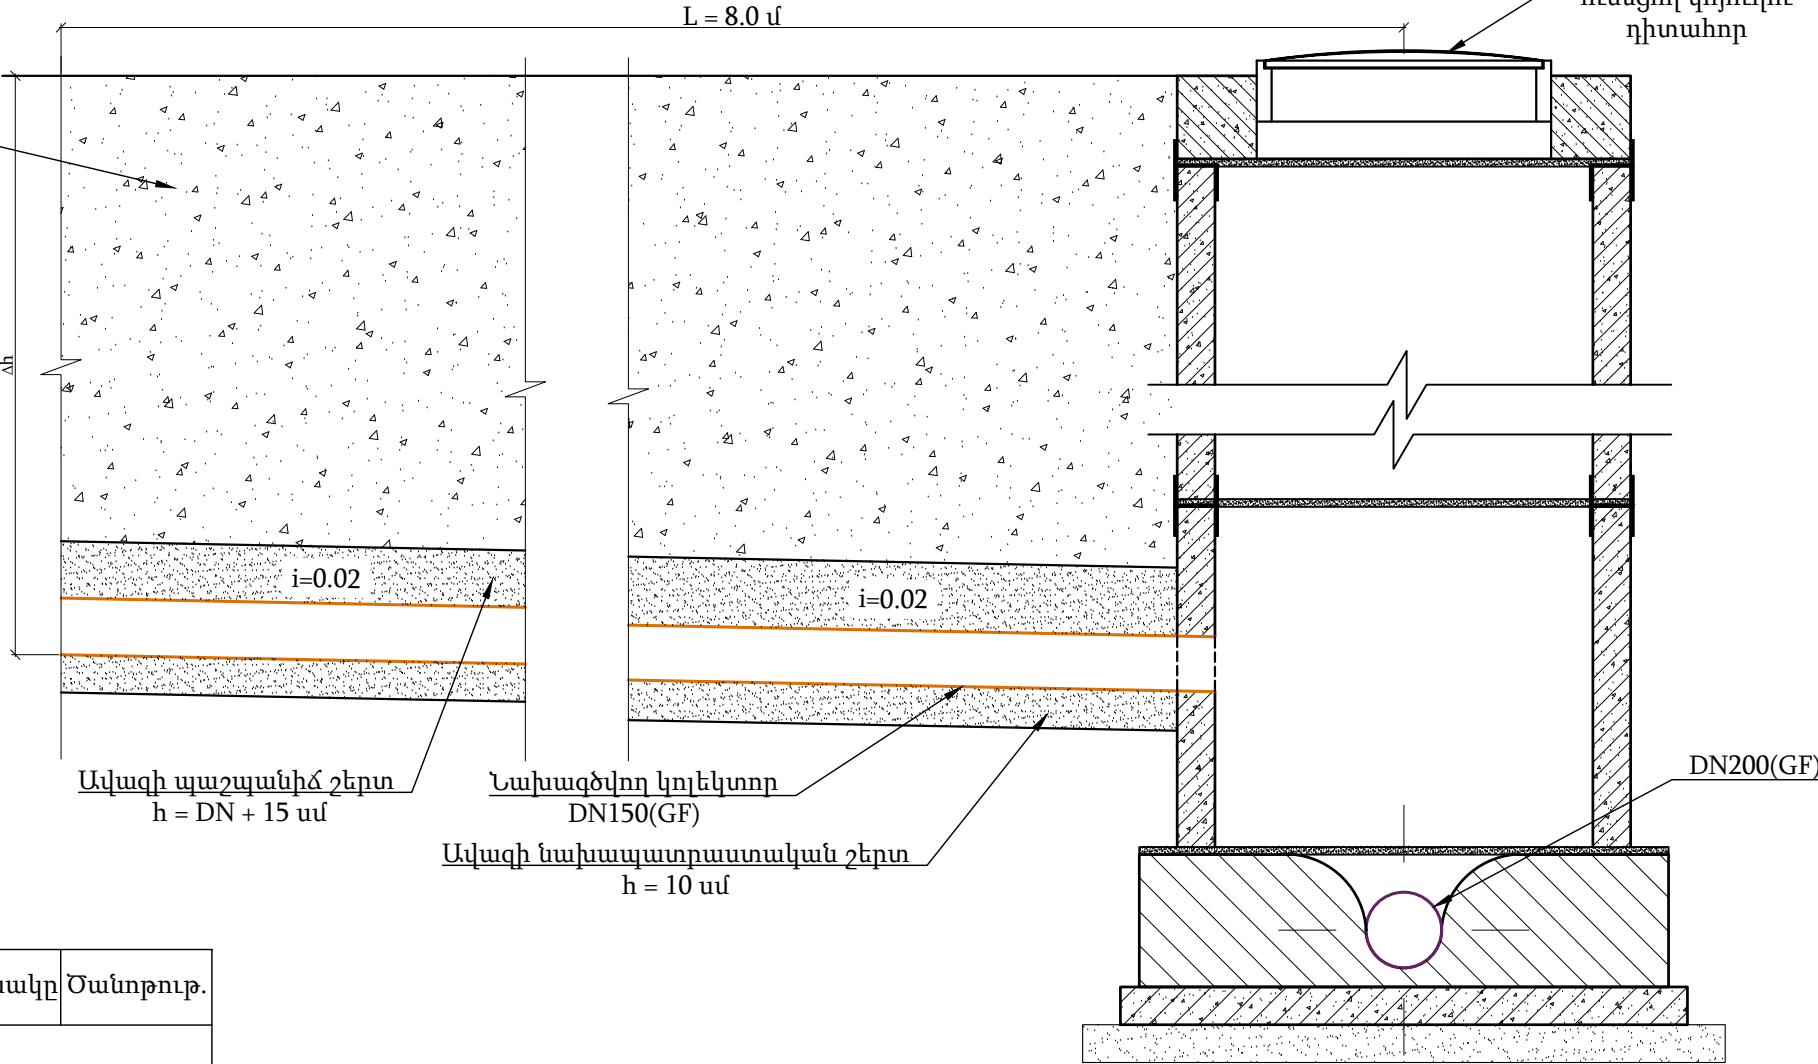 L = 8.0 մ
դիտահոր
Δh
i=0.02
i=0.02
Ավազի պաշպանիճ շերտ
h = DN + 15 սմ
Նախագծվող կոլեկտոր
DN150(GF)
Ավազի նախապատրաստական շերտ
h = 10 սմ
DN200(GF)
Ծանոթութ.